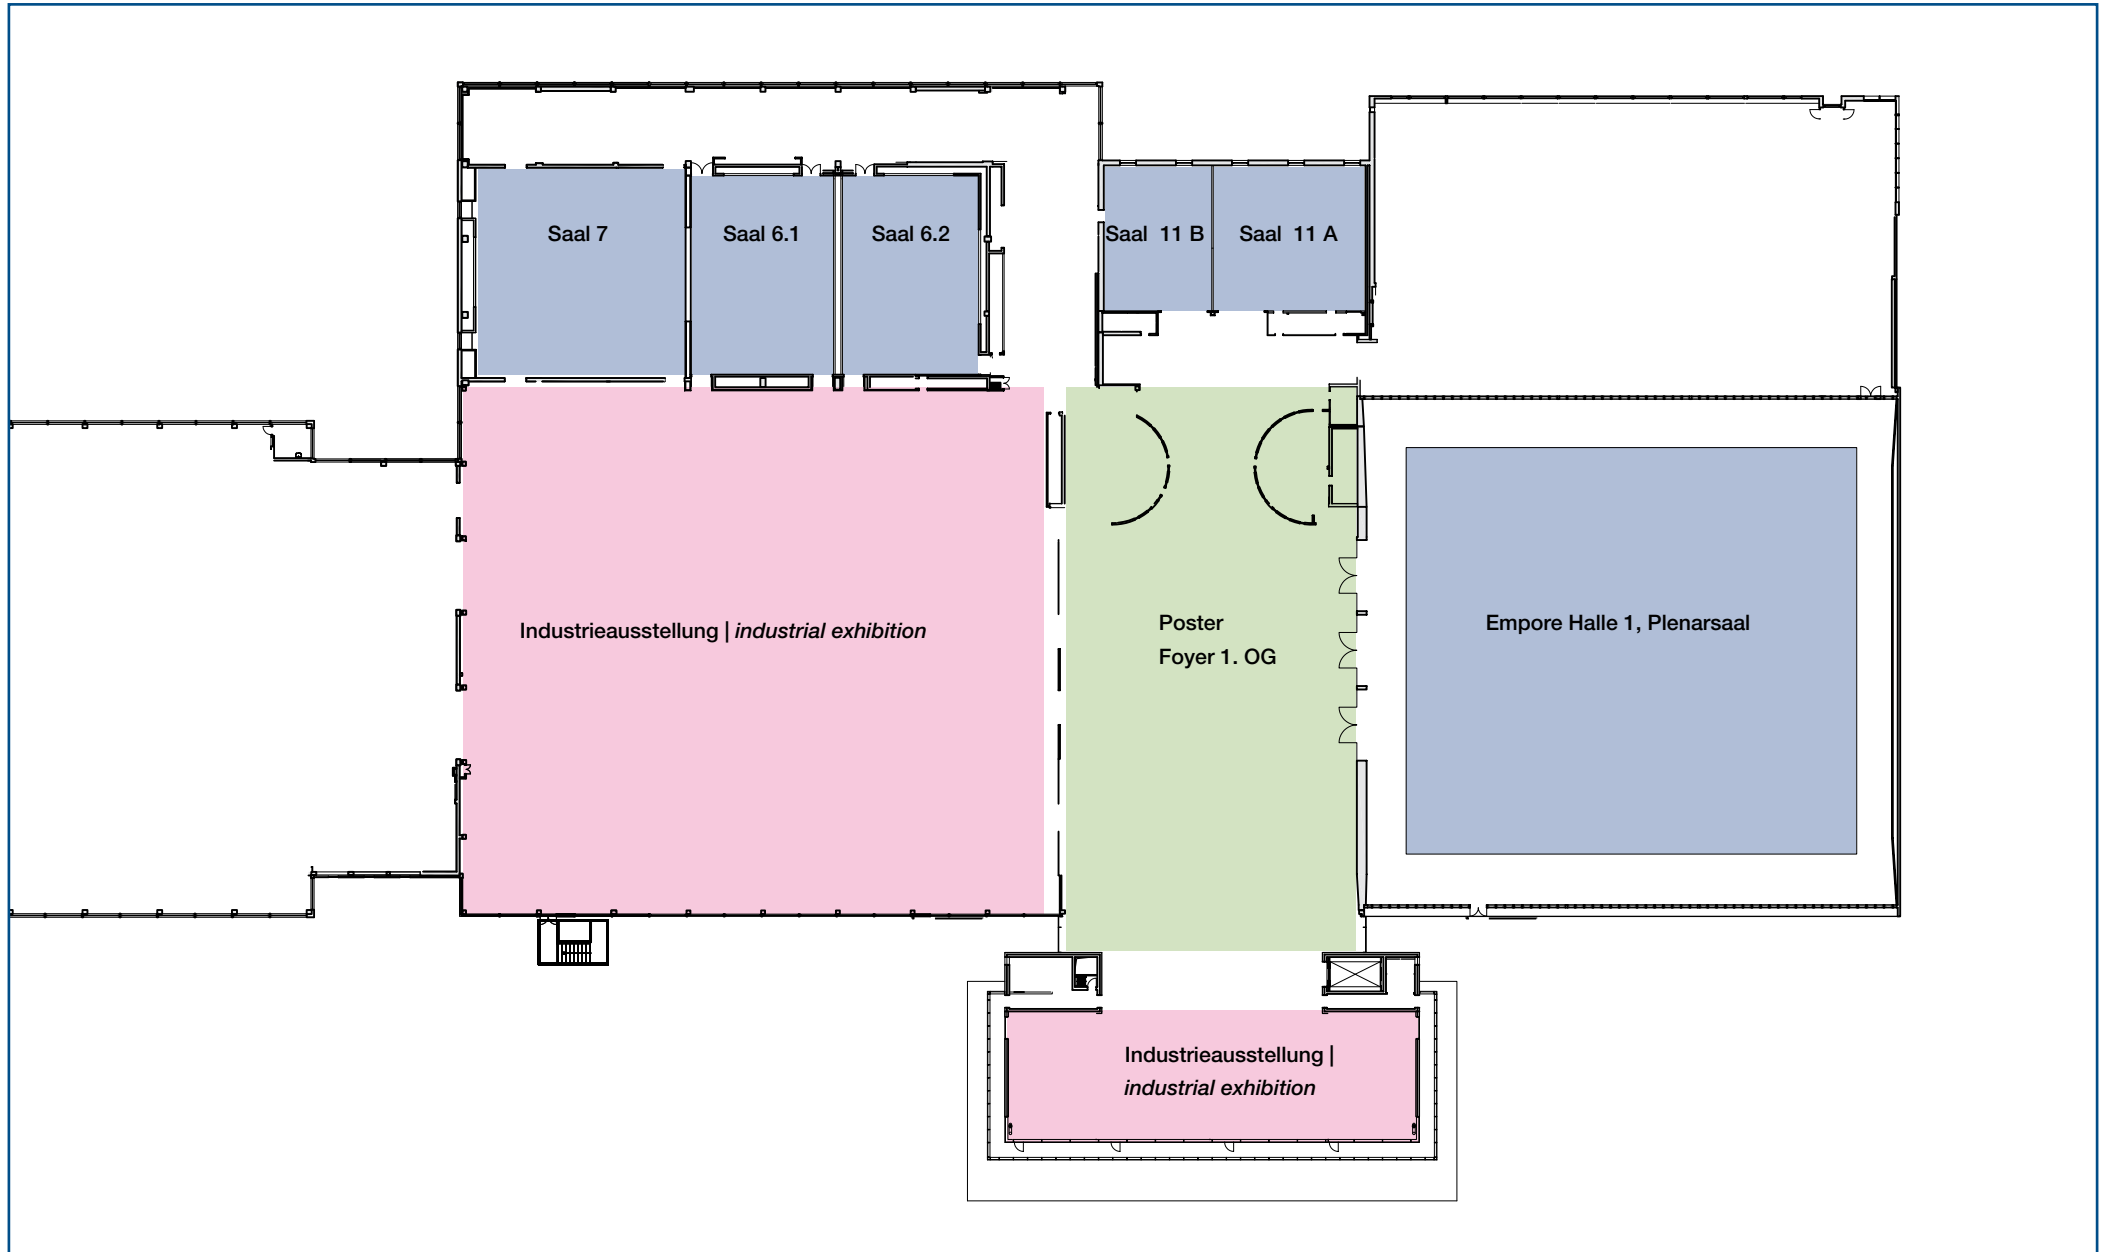 Saal 7
Saal 6.1
Saal 6.2
Saal 11 B
Saal 11 A
Industrieausstellung | industrial exhibition
Poster
Foyer 1. OG
Empore Halle 1, Plenarsaal
Industrieausstellung |
industrial exhibition